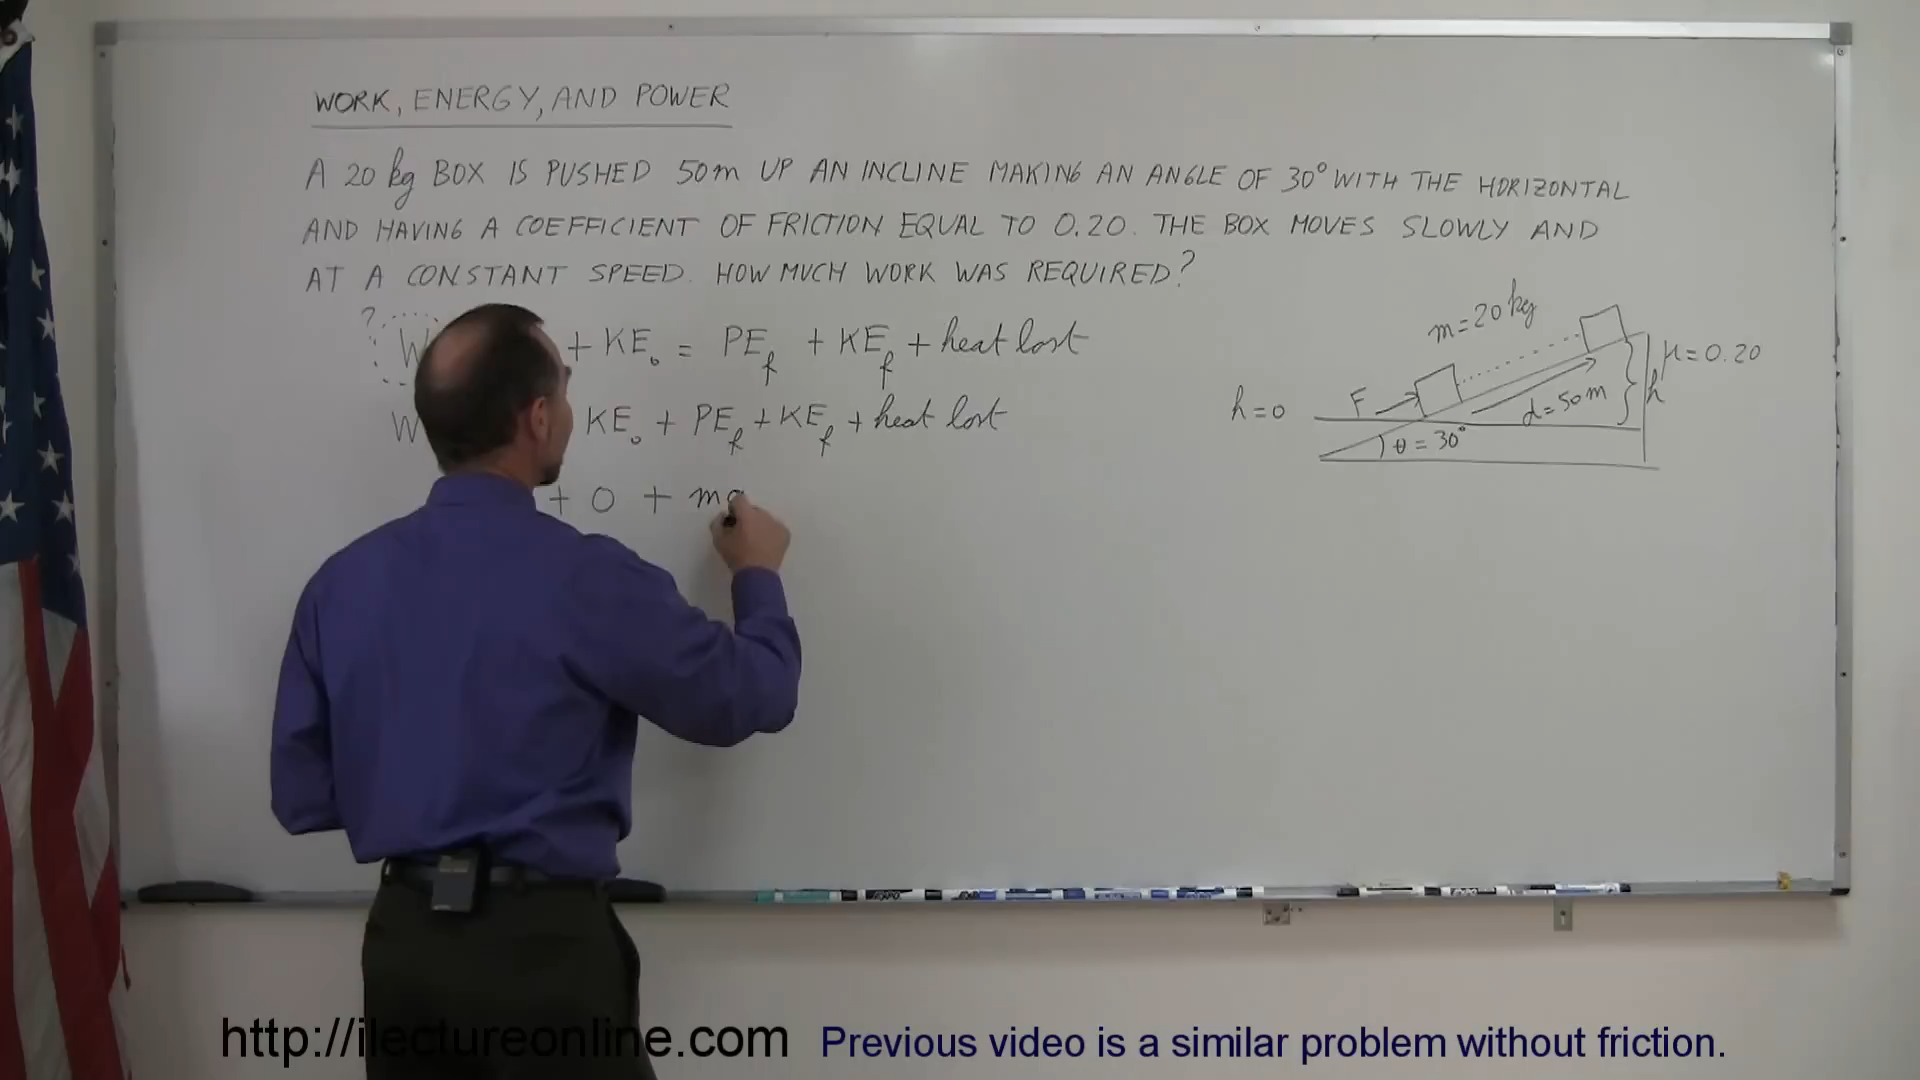 WORK, ENERGY, AND POWER
A 20 kg BOX IS PUSHED 50m UP AN INCLINE MAKING AN ANGLE OF 30° WITH THE HORIZONTAL
AND HAVING A COEFFICIENT OF FRICTION EQUAL TO 0.20. THE BOX MOVES SLOWLY AND
AT A CONSTANT SPEED. HOW MUCH WORK WAS REQUIRED?
?
W + KE₀ = PE_f + KE_f + heat lost
W KE₀ + PE_f + KE_f + heat lost
+ 0 + mg
m = 20 kg
μ = 0.20
h
h = 0
F
d = 50 m
θ = 30°
http://ilectureonline.com
Previous video is a similar problem without friction.